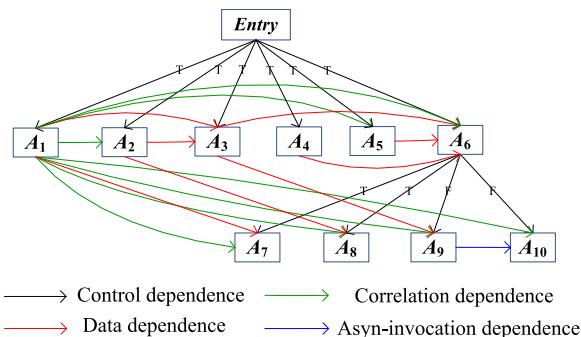 Entry
T T T T T T
A1 A2 A3 A4 A5 A6
T T F F
A7 A8 A9 A10
Control dependence Correlation dependence
Data dependence Asyn-invocation dependence